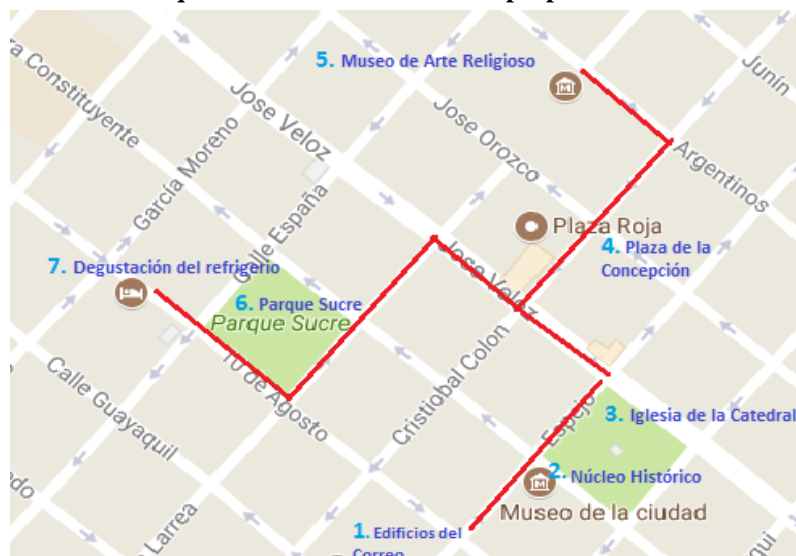 5. Museo de Arte Religioso
Junín
ra Constituyente
Jose Veloz
Jose Orozco
Argentinos
García Moreno
Calle España
Plaza Roja
4. Plaza de la
Concepción
7. Degustación del refrigerio
Jose Veloz
6. Parque Sucre
Parque Sucre
10 de Agosto
Cristiobal Colon
Calle Guayaquil
Espejo
3. Iglesia de la Catedral
2. Núcleo Histórico
Museo de la ciudad
Larrea
1. Edificios del
Correo